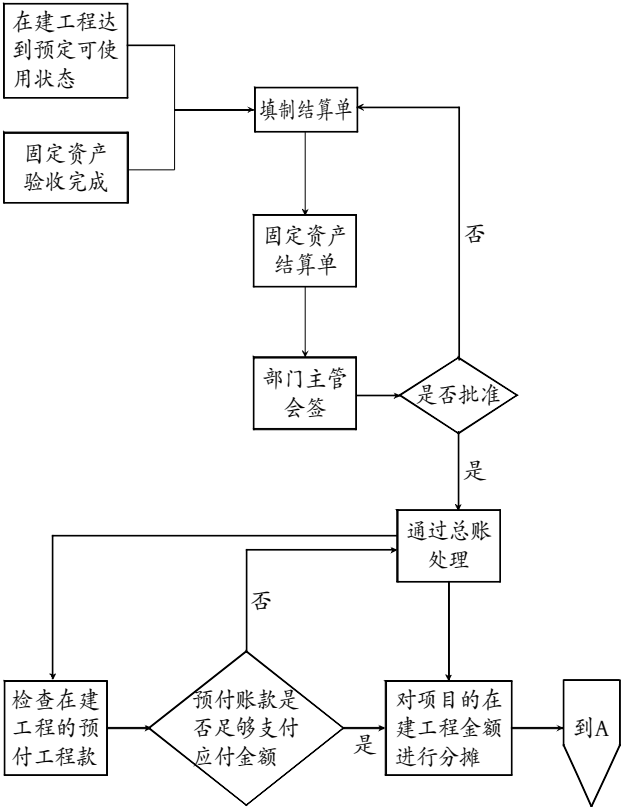 在建工程达
到预定可使
用状态
填制结算单
固定资产
验收完成
否
固定资产
结算单
部门主管
会签
是否批准
是
通过总账
处理
否
检查在建
工程的预
付工程款
预付账款是
否足够支付
应付金额
是
对项目的在
建工程金额
进行分摊
到A